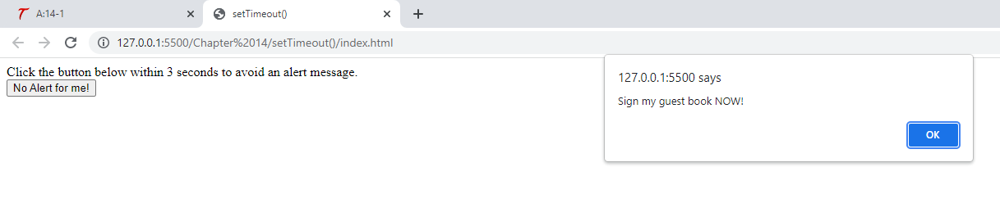 A:14-1
setTimeout()
127.0.0.1:5500/Chapter%2014/setTimeout()/index.html
Click the button below within 3 seconds to avoid an alert message.
No Alert for me!
127.0.0.1:5500 says
Sign my guest book NOW!
OK